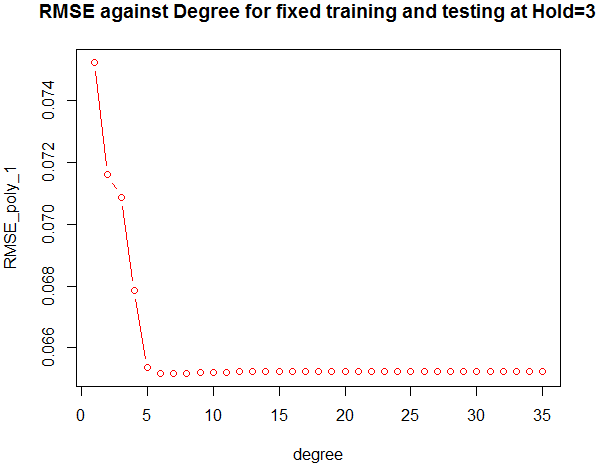 RMSE against Degree for fixed training and testing at Hold=3
RMSE_poly_1
0.074
0.072
0.070
0.068
0.066
0 5 10 15 20 25 30 35
degree